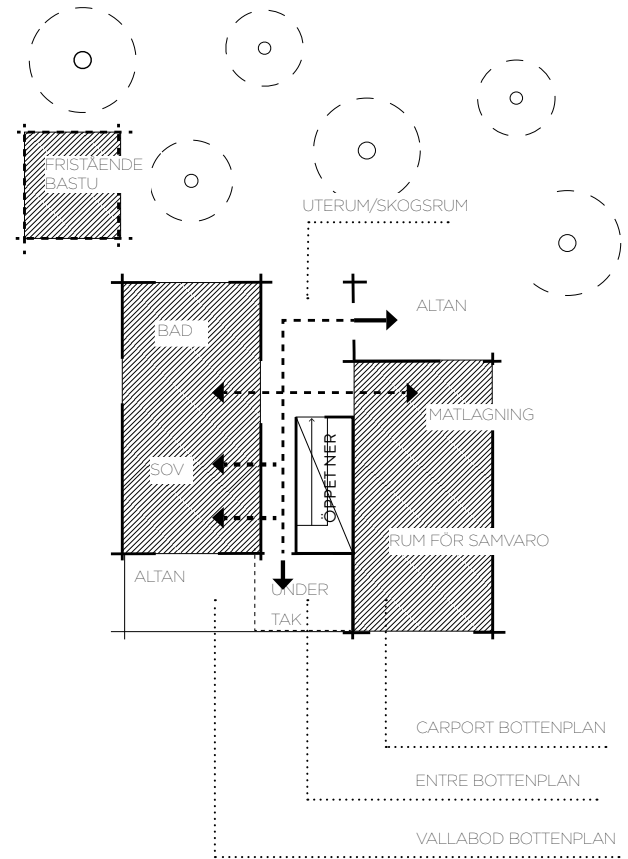 FRISTÅENDE
BASTU
UTERUM/SKOGSRUM
ALTAN
BAD
MATLAGNING
SOV
ÖPPET NER
RUM FÖR SAMVARO
ALTAN
UNDER
TAK
CARPORT BOTTENPLAN
ENTRE BOTTENPLAN
VALLABOD BOTTENPLAN